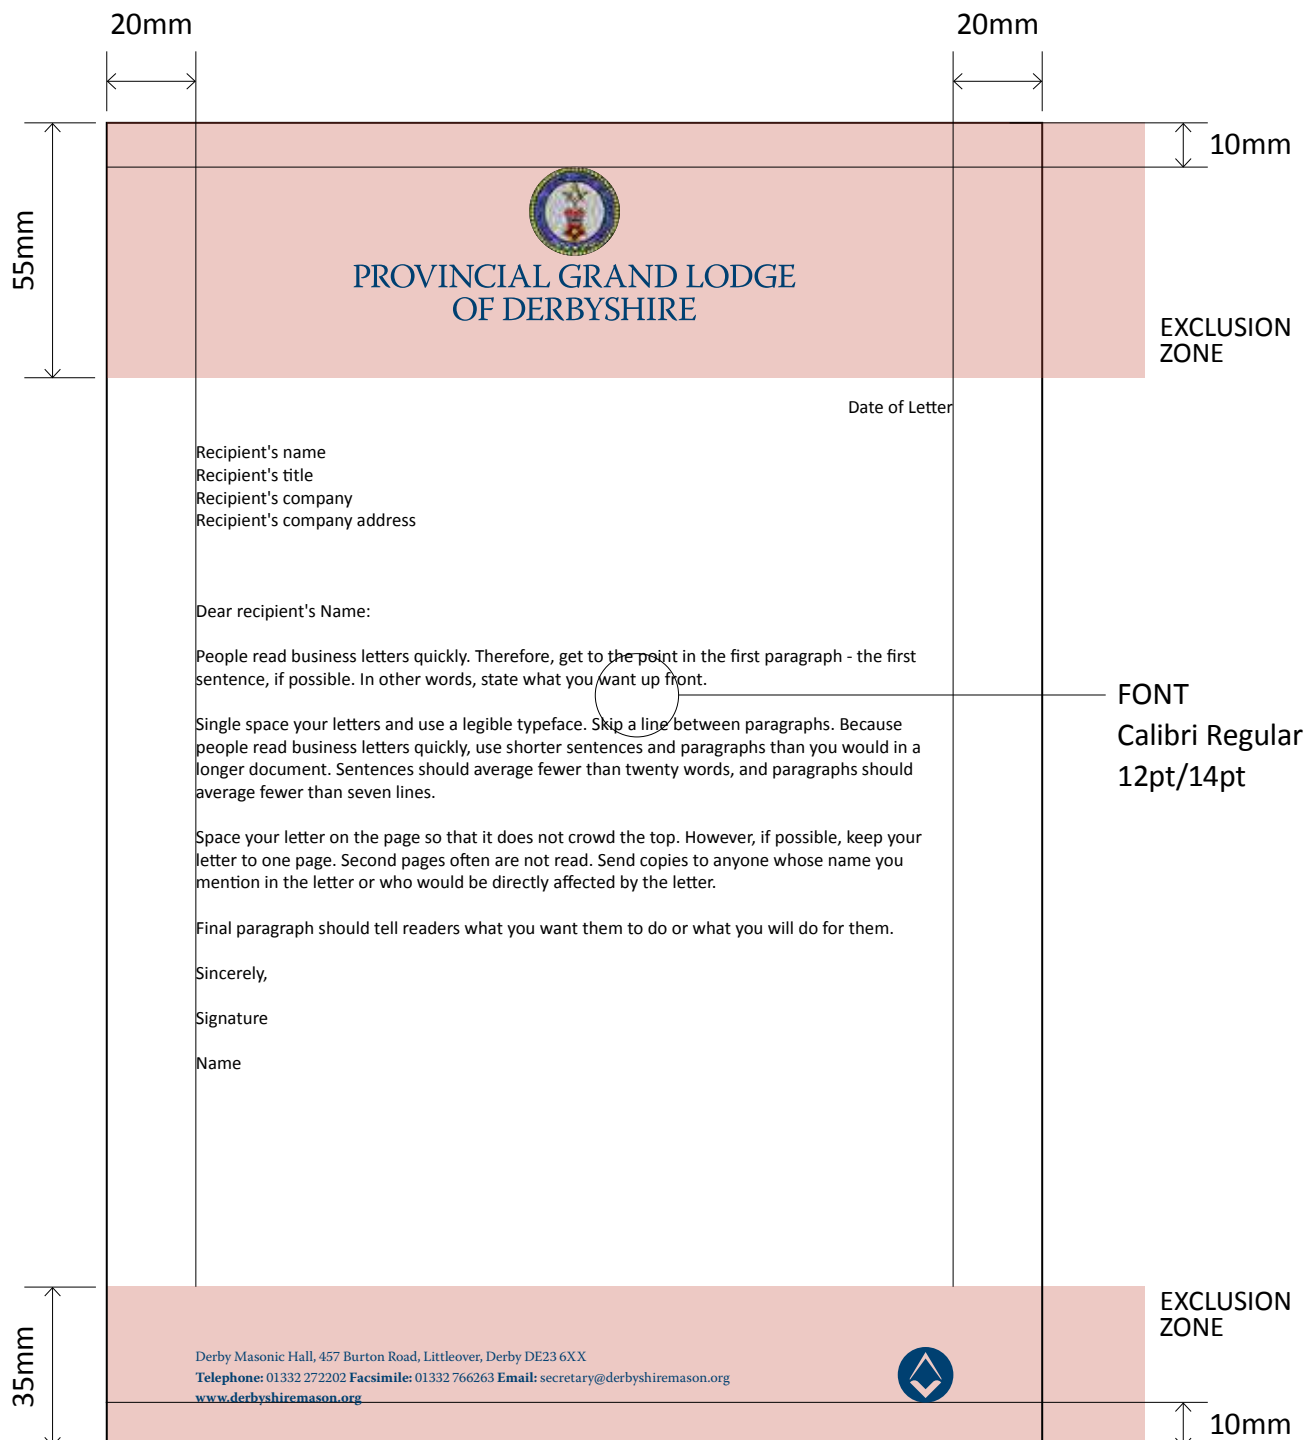 20mm
20mm
10mm
55mm
PROVINCIAL GRAND LODGE
OF DERBYSHIRE
EXCLUSION
ZONE
Date of Letter
Recipient's name
Recipient's title
Recipient's company
Recipient's company address
Dear recipient's Name:
People read business letters quickly. Therefore, get to the point in the first paragraph - the first
sentence, if possible. In other words, state what you want up front.
FONT
Calibri Regular
12pt/14pt
Single space your letters and use a legible typeface. Skip a line between paragraphs. Because
people read business letters quickly, use shorter sentences and paragraphs than you would in a
longer document. Sentences should average fewer than twenty words, and paragraphs should
average fewer than seven lines.
Space your letter on the page so that it does not crowd the top. However, if possible, keep your
letter to one page. Second pages often are not read. Send copies to anyone whose name you
mention in the letter or who would be directly affected by the letter.
Final paragraph should tell readers what you want them to do or what you will do for them.
Sincerely,
Signature
Name
EXCLUSION
ZONE
35mm
Derby Masonic Hall, 457 Burton Road, Littleover, Derby DE23 6XX
Telephone: 01332 272202 Facsimile: 01332 766263 Email: secretary@derbyshiremason.org
www.derbyshiremason.org
10mm